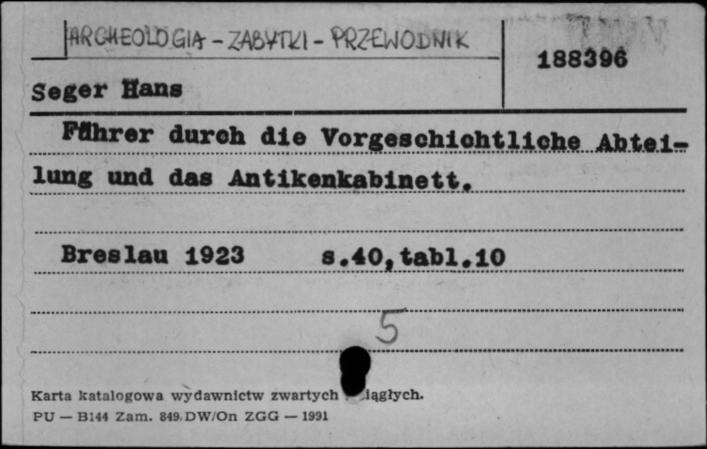 ARCHEOLOGIA - ZABYTKI - PRZEWODNIK
188396
Seger Hans
Führer durch die Vorgeschichtliche Abtei-
lung und das Antikenkabinett.
Breslau 1923 s.40,tabl.10
5
Karta katalogowa wydawnictw zwartych iągłych.
PU — B144 Zam. 849 DW/On ZGG — 1991